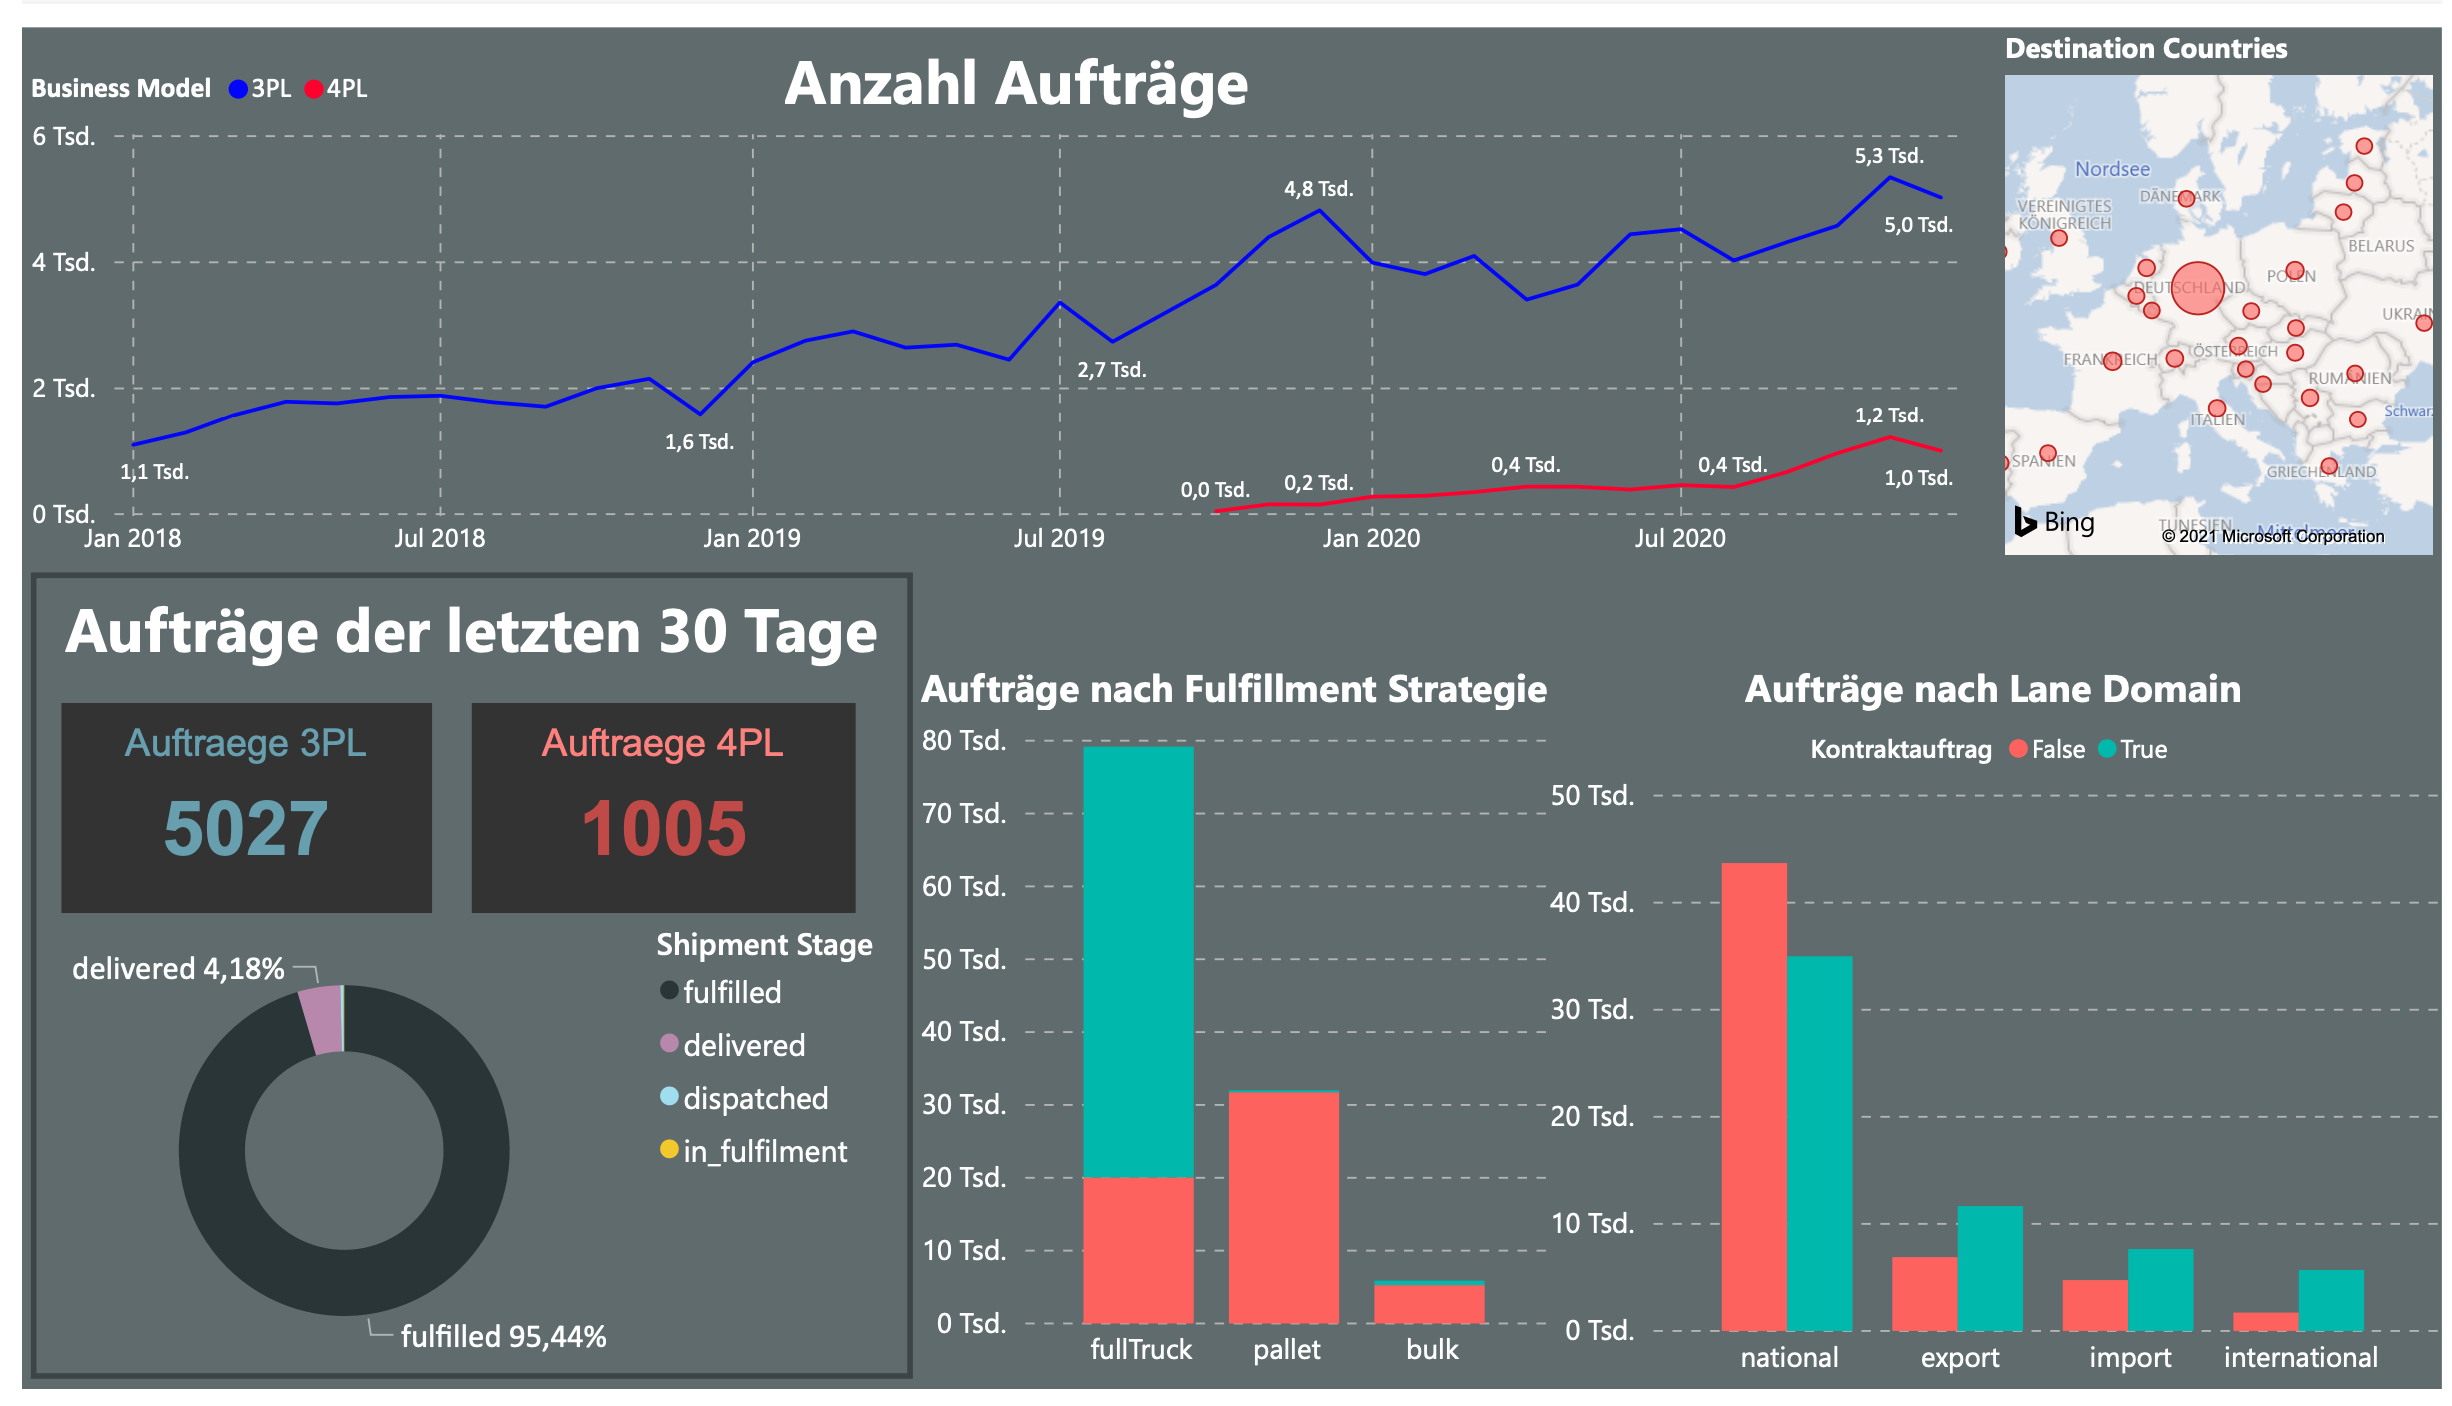 Business Model 3PL 4PL
Anzahl Aufträge
6 Tsd.
4 Tsd.
2 Tsd.
0 Tsd.
1,1 Tsd.
1,6 Tsd.
2,7 Tsd.
4,8 Tsd.
5,3 Tsd.
5,0 Tsd.
0,0 Tsd.
0,2 Tsd.
0,4 Tsd.
0,4 Tsd.
1,2 Tsd.
1,0 Tsd.
Jan 2018
Jul 2018
Jan 2019
Jul 2019
Jan 2020
Jul 2020
Destination Countries
Nordsee
DÄNEMARK
VEREINIGTES
KÖNIGREICH
BELARUS
POLEN
DEUTSCHLAND
FRANKREICH
ÖSTERREICH
RUMÄNIEN
ITALIEN
SPANIEN
GRIECHENLAND
TUNESIEN
Mittelmeer
Bing
© 2021 Microsoft Corporation
Aufträge der letzten 30 Tage
Auftraege 3PL
5027
Auftraege 4PL
1005
Shipment Stage
fulfilled
delivered
dispatched
in_fulfilment
delivered 4,18%
fulfilled 95,44%
Aufträge nach Fulfillment Strategie
80 Tsd.
70 Tsd.
60 Tsd.
50 Tsd.
40 Tsd.
30 Tsd.
20 Tsd.
10 Tsd.
0 Tsd.
fullTruck
pallet
bulk
Aufträge nach Lane Domain
Kontraktauftrag False True
50 Tsd.
40 Tsd.
30 Tsd.
20 Tsd.
10 Tsd.
0 Tsd.
national
export
import
international